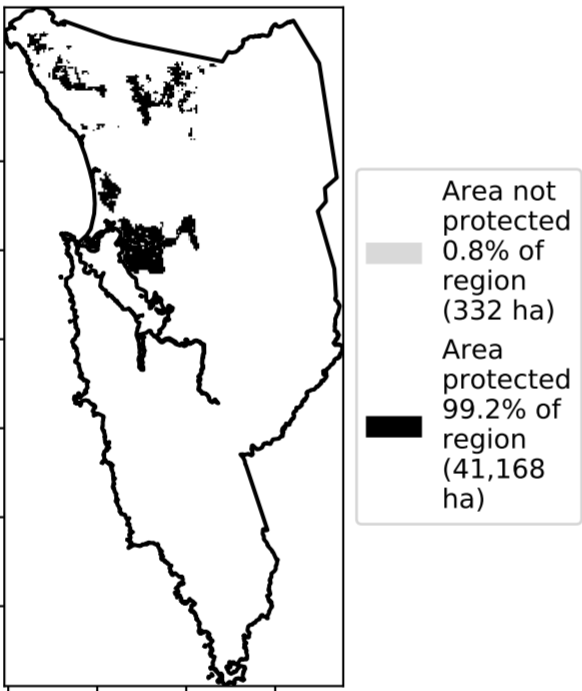 Area not
protected
0.8% of
region
(332 ha)
Area
protected
99.2% of
region
(41,168
ha)